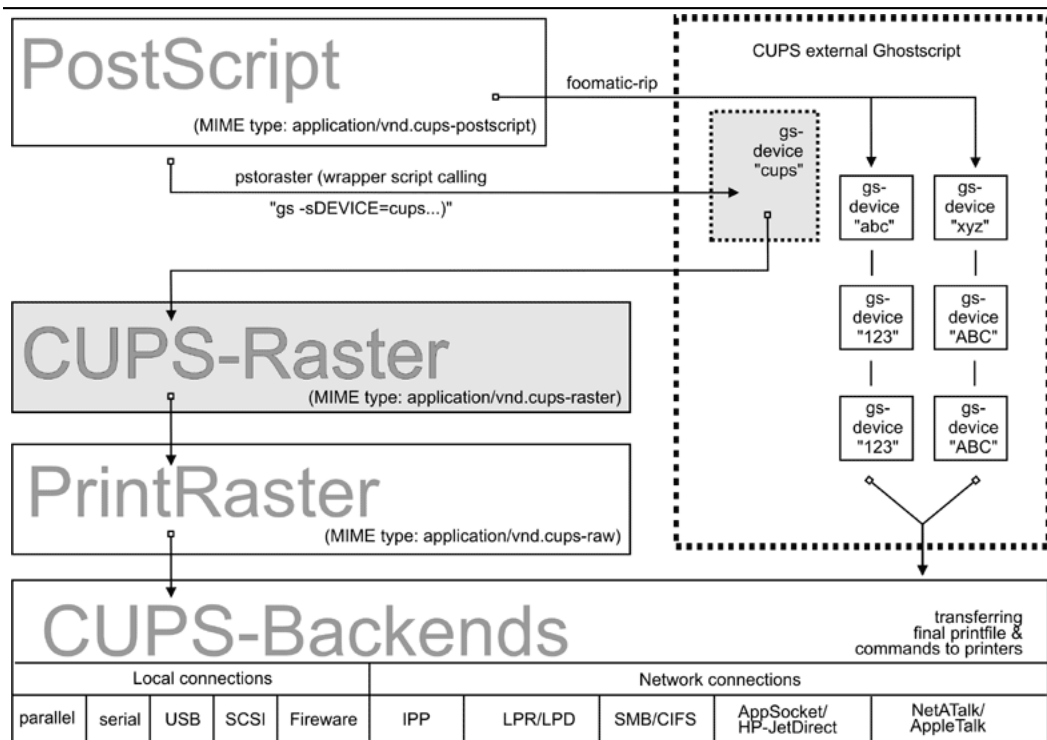 PostScript
(MIME type: application/vnd.cups-postscript)
foomatic-rip
CUPS external Ghostscript
pstoraster (wrapper script calling
"gs -sDEVICE=cups...)"
gs-
device
"cups"
gs-
device
"abc"
gs-
device
"xyz"
gs-
device
"123"
gs-
device
"ABC"
gs-
device
"123"
gs-
device
"ABC"
CUPS-Raster
(MIME type: application/vnd.cups-raster)
PrintRaster
(MIME type: application/vnd.cups-raw)
CUPS-Backends
transferring
final printfile &
commands to printers
Local connections
Network connections
parallel
serial
USB
SCSI
Fireware
IPP
LPR/LPD
SMB/CIFS
AppSocket/
HP-JetDirect
NetATalk/
AppleTalk